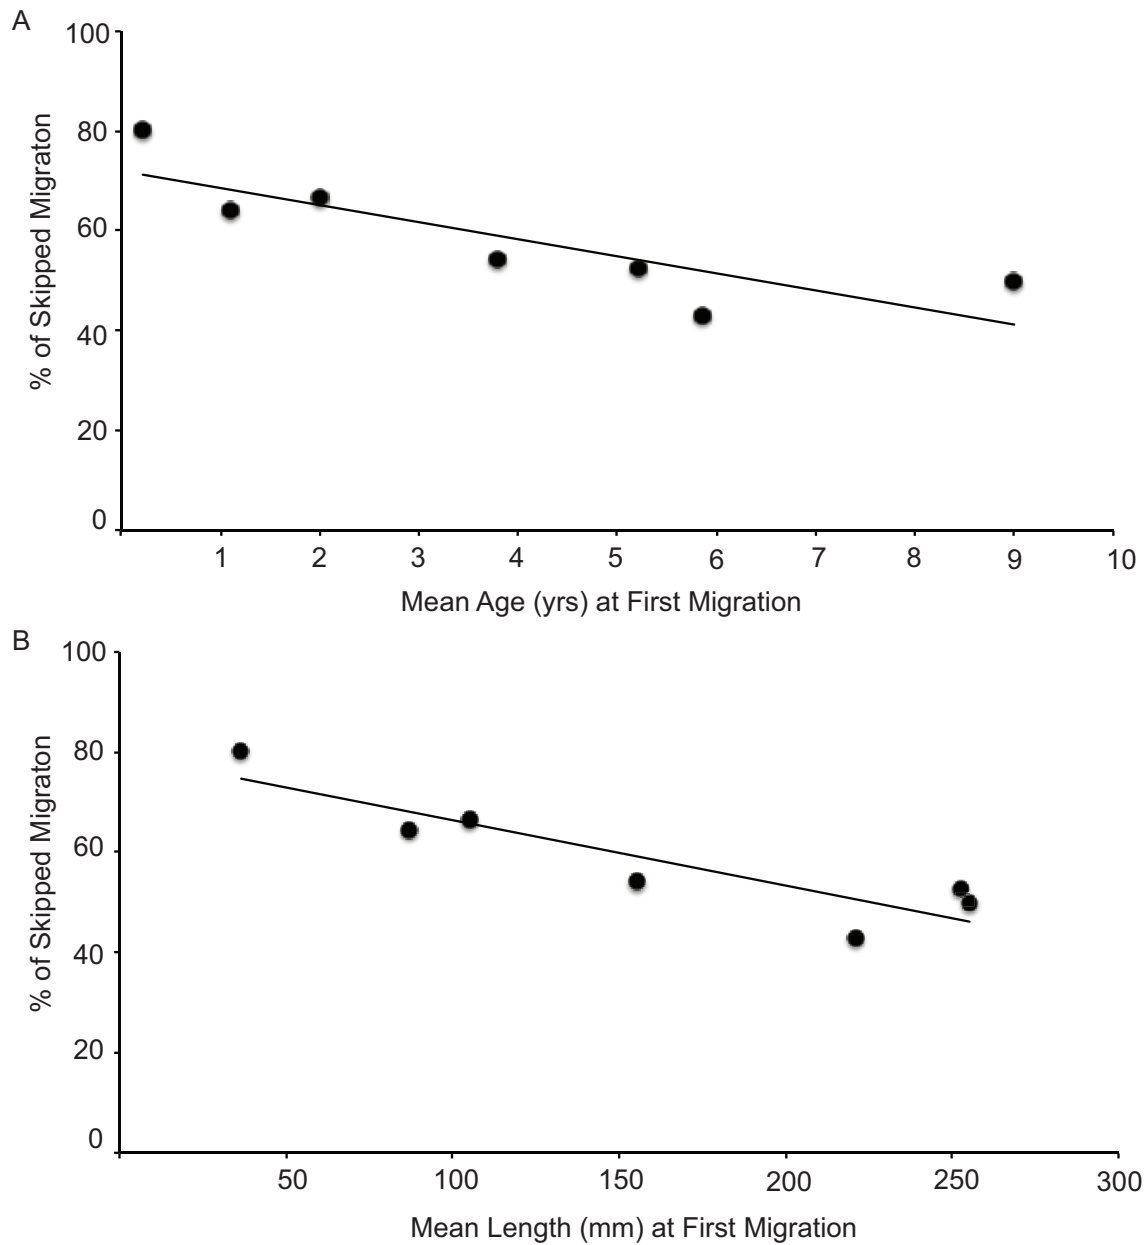 A
% of Skipped Migraton
100
80
60
40
20
0
1 2 3 4 5 6 7 8 9 10
Mean Age (yrs) at First Migration
B
% of Skipped Migraton
100
80
60
40
20
0
50 100 150 200 250 300
Mean Length (mm) at First Migration